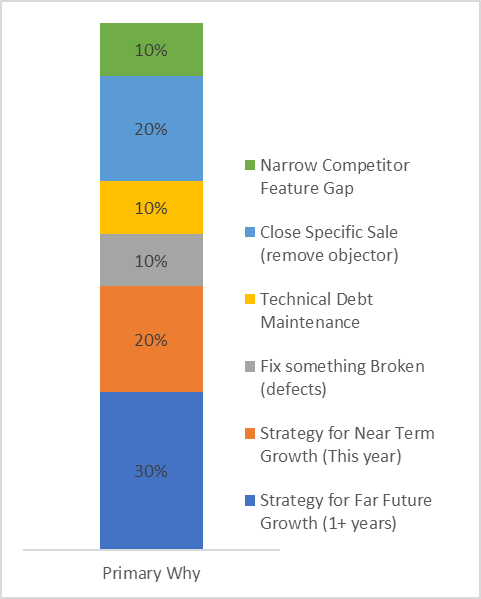 10%
20%
10%
10%
20%
30%
Primary Why
Narrow Competitor
Feature Gap
Close Specific Sale
(remove objector)
Technical Debt
Maintenance
Fix something Broken
(defects)
Strategy for Near Term
Growth (This year)
Strategy for Far Future
Growth (1+ years)